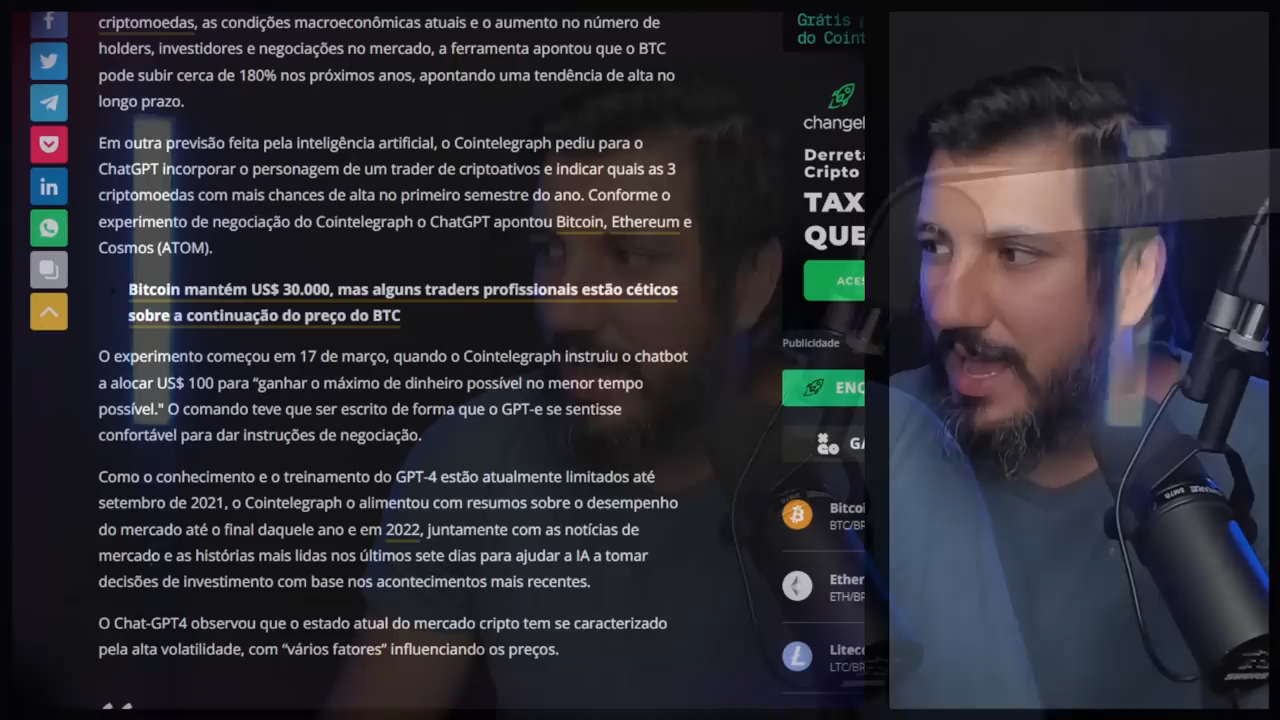 criptomoedas, as condições macroeconômicas atuais e o aumento no número de
holders, investidores e negociações no mercado, a ferramenta apontou que o BTC
pode subir cerca de 180% nos próximos anos, apontando uma tendência de alta no
longo prazo.
Em outra previsão feita pela inteligência artificial, o Cointelegraph pediu para o
ChatGPT incorporar o personagem de um trader de criptoativos e indicar quais as 3
criptomoedas com mais chances de alta no primeiro semestre do ano. Conforme o
experimento de negociação do Cointelegraph o ChatGPT apontou Bitcoin, Ethereum e
Cosmos (ATOM).
Bitcoin mantém US$ 30.000, mas alguns traders profissionais estão céticos
sobre a continuação do preço do BTC
O experimento começou em 17 de março, quando o Cointelegraph instruiu o chatbot
a alocar US$ 100 para “ganhar o máximo de dinheiro possível no menor tempo
possível." O comando teve que ser escrito de forma que o GPT-e se sentisse
confortável para dar instruções de negociação.
Como o conhecimento e o treinamento do GPT-4 estão atualmente limitados até
setembro de 2021, o Cointelegraph o alimentou com resumos sobre o desempenho
do mercado até o final daquele ano e em 2022, juntamente com as notícias de
mercado e as histórias mais lidas nos últimos sete dias para ajudar a IA a tomar
decisões de investimento com base nos acontecimentos mais recentes.
O Chat-GPT4 observou que o estado atual do mercado cripto tem se caracterizado
pela alta volatilidade, com “vários fatores” influenciando os preços.
Grátis
do Coint
changel
Derreta
Cripto
TAX
QUE
ACES
Publicidade
ENC
GA
Bitcoi
BTC/BR
Ether
ETH/BR
Litec
LTC/BR